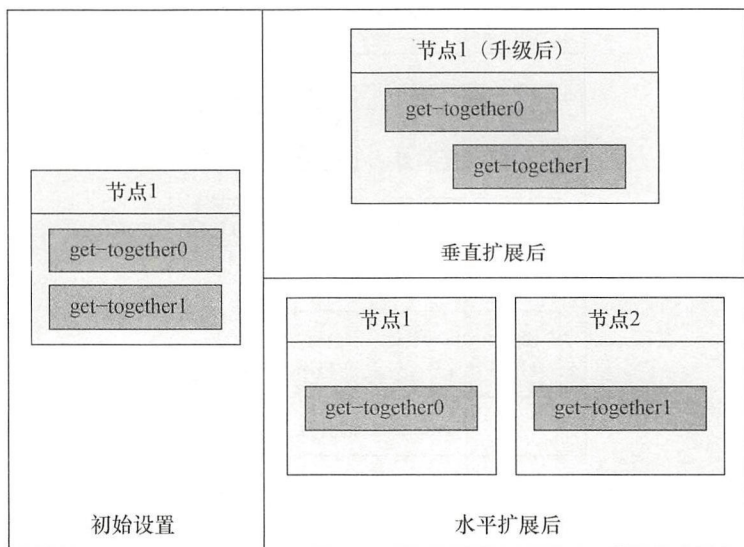 节点1
get-together0
get-together1
初始设置
节点1（升级后）
get-together0
get-together1
垂直扩展后
节点1
get-together0
节点2
get-together1
水平扩展后